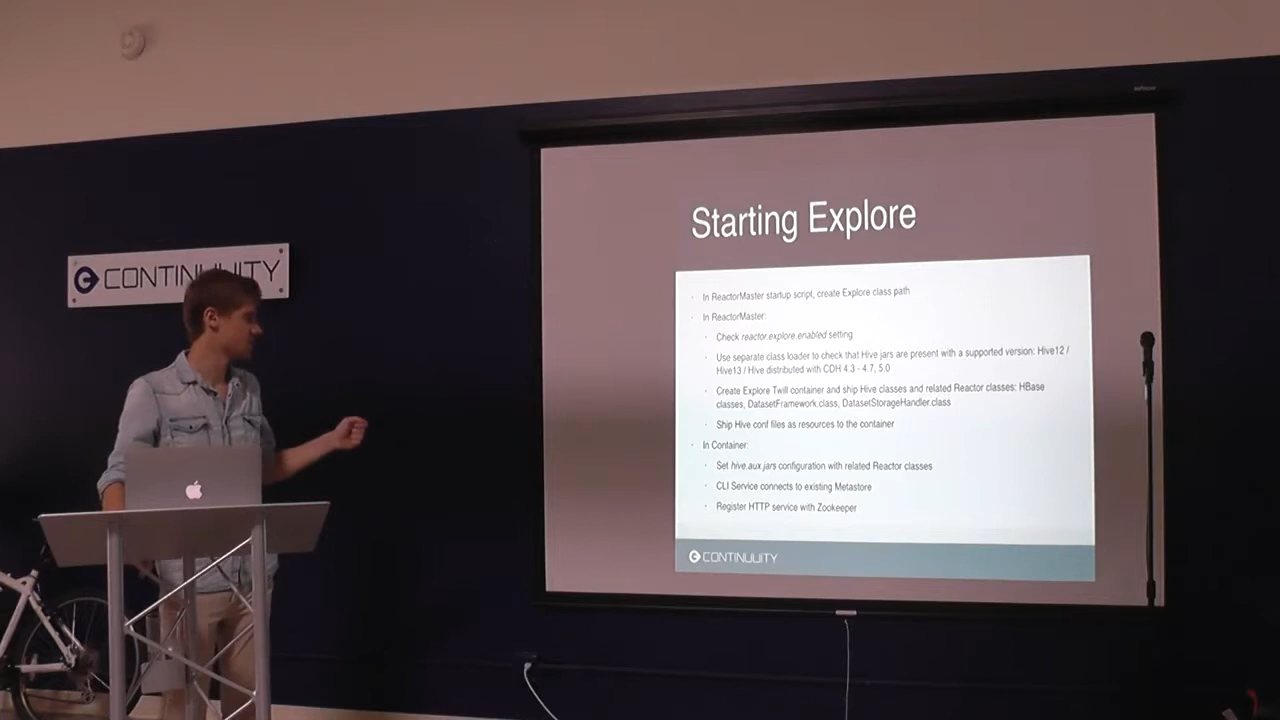 CONTINUUITY
Starting Explore
In ReactorMaster startup script, create Explore class path
In ReactorMaster:
Check reactor.explore.enabled setting
Use separate class loader to check that Hive jars are present with a supported version: Hive12 /
Hive13 / Hive distributed with CDH 4.3 - 4.7, 5.0
Create Explore Twill container and ship Hive classes and related Reactor classes: HBase
classes, DatasetFramework.class, DatasetStorageHandler.class
Ship Hive conf files as resources to the container
In Container:
Set hive.aux.jars configuration with related Reactor classes
CLI Service connects to existing Metastore
Register HTTP service with Zookeeper
CONTINUUITY